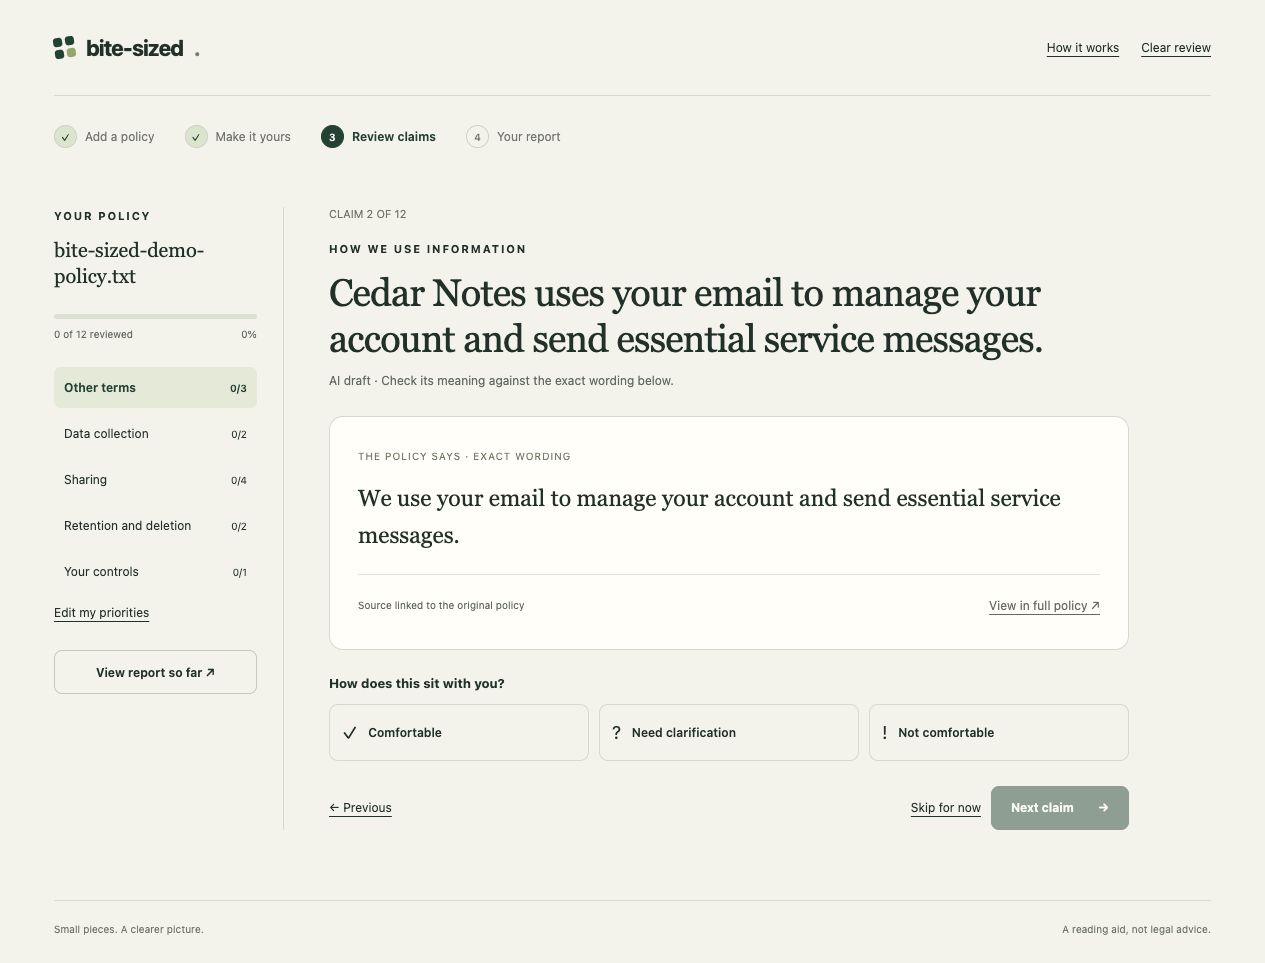 bite-sized .
How it works
Clear review
✓ Add a policy
✓ Make it yours
3 Review claims
4 Your report
YOUR POLICY
bite-sized-demo-
policy.txt
0 of 12 reviewed 0%
Other terms 0/3
Data collection 0/2
Sharing 0/4
Retention and deletion 0/2
Your controls 0/1
Edit my priorities
View report so far ↗
CLAIM 2 OF 12
HOW WE USE INFORMATION
Cedar Notes uses your email to manage your
account and send essential service messages.
AI draft · Check its meaning against the exact wording below.
THE POLICY SAYS · EXACT WORDING
We use your email to manage your account and send essential service
messages.
Source linked to the original policy
View in full policy ↗
How does this sit with you?
✓ Comfortable
? Need clarification
! Not comfortable
← Previous
Skip for now
Next claim →
Small pieces. A clearer picture.
A reading aid, not legal advice.